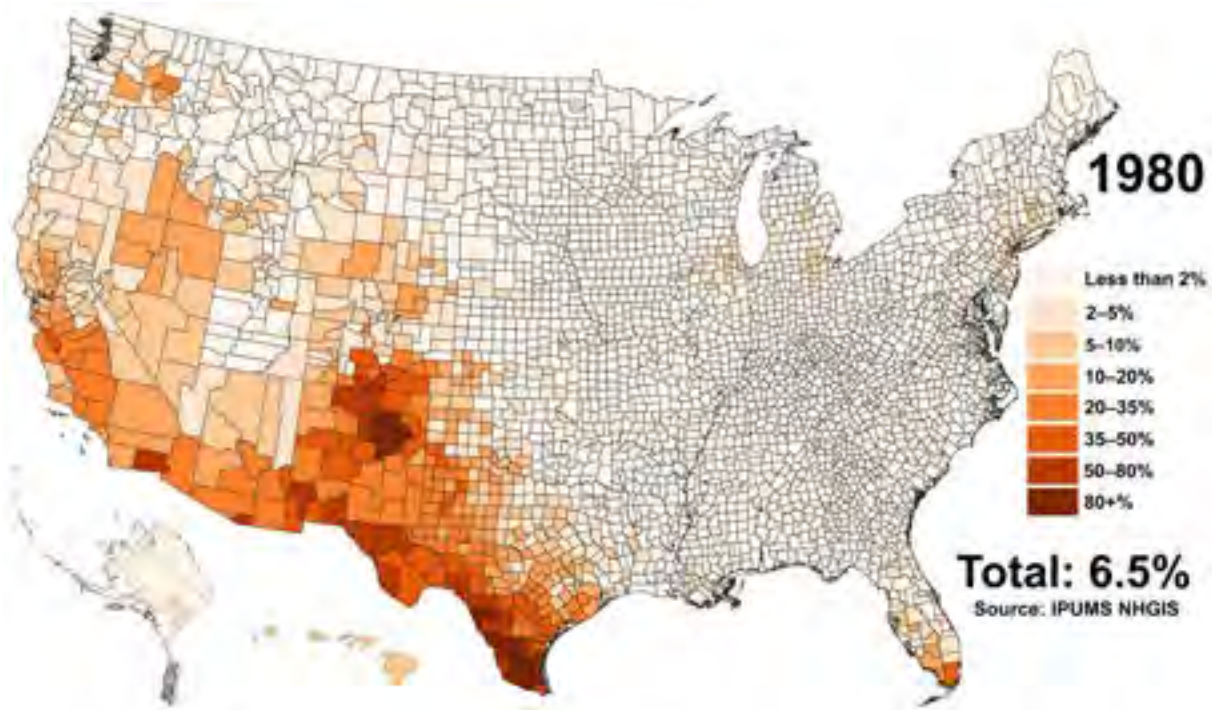 1980
Less than 2%
2–5%
5–10%
10–20%
20–35%
35–50%
50–80%
80+%
Total: 6.5%
Source: IPUMS NHGIS